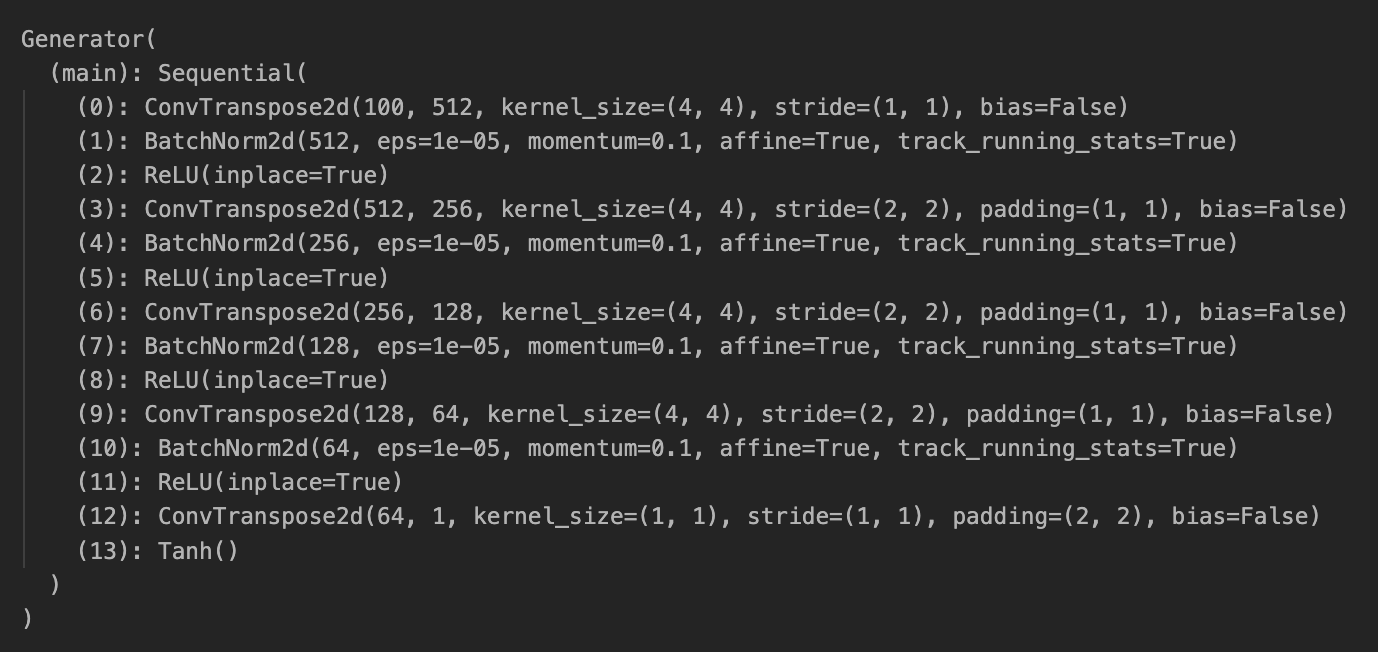 Generator(
  (main): Sequential(
    (0): ConvTranspose2d(100, 512, kernel_size=(4, 4), stride=(1, 1), bias=False)
    (1): BatchNorm2d(512, eps=1e-05, momentum=0.1, affine=True, track_running_stats=True)
    (2): ReLU(inplace=True)
    (3): ConvTranspose2d(512, 256, kernel_size=(4, 4), stride=(2, 2), padding=(1, 1), bias=False)
    (4): BatchNorm2d(256, eps=1e-05, momentum=0.1, affine=True, track_running_stats=True)
    (5): ReLU(inplace=True)
    (6): ConvTranspose2d(256, 128, kernel_size=(4, 4), stride=(2, 2), padding=(1, 1), bias=False)
    (7): BatchNorm2d(128, eps=1e-05, momentum=0.1, affine=True, track_running_stats=True)
    (8): ReLU(inplace=True)
    (9): ConvTranspose2d(128, 64, kernel_size=(4, 4), stride=(2, 2), padding=(1, 1), bias=False)
    (10): BatchNorm2d(64, eps=1e-05, momentum=0.1, affine=True, track_running_stats=True)
    (11): ReLU(inplace=True)
    (12): ConvTranspose2d(64, 1, kernel_size=(1, 1), stride=(1, 1), padding=(2, 2), bias=False)
    (13): Tanh()
  )
)